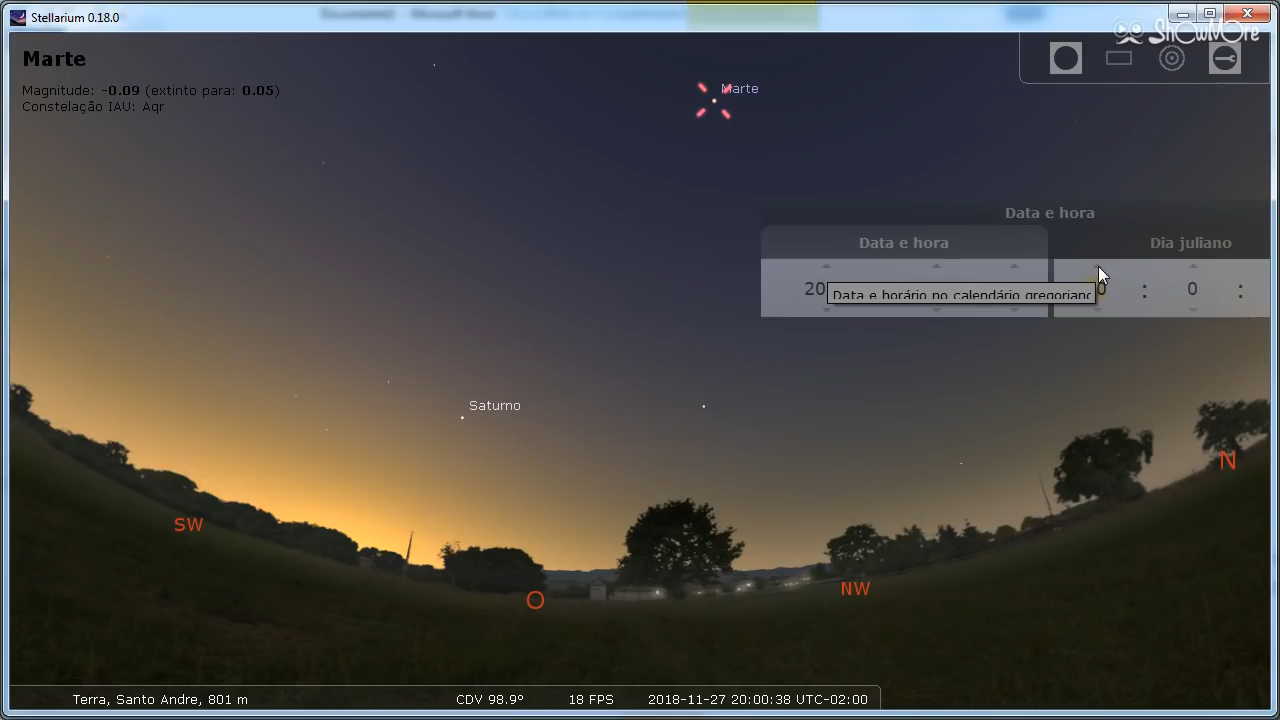 Stellarium 0.18.0
ShowMore
Marte
Magnitude: -0.09 (extinto para: 0.05)
Constelação IAU: Aqr
Marte
Data e hora
Data e hora
Dia juliano
20
0 : 0 :
Data e horário no calendário gregoriano
Saturno
N
SW
NW
O
Terra, Santo Andre, 801 m
CDV 98.9°
18 FPS
2018-11-27 20:00:38 UTC-02:00